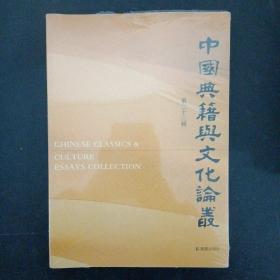 中國典籍與文化論叢
CHINESE CLASSICS &
CULTURE
ESSAYS COLLECTION